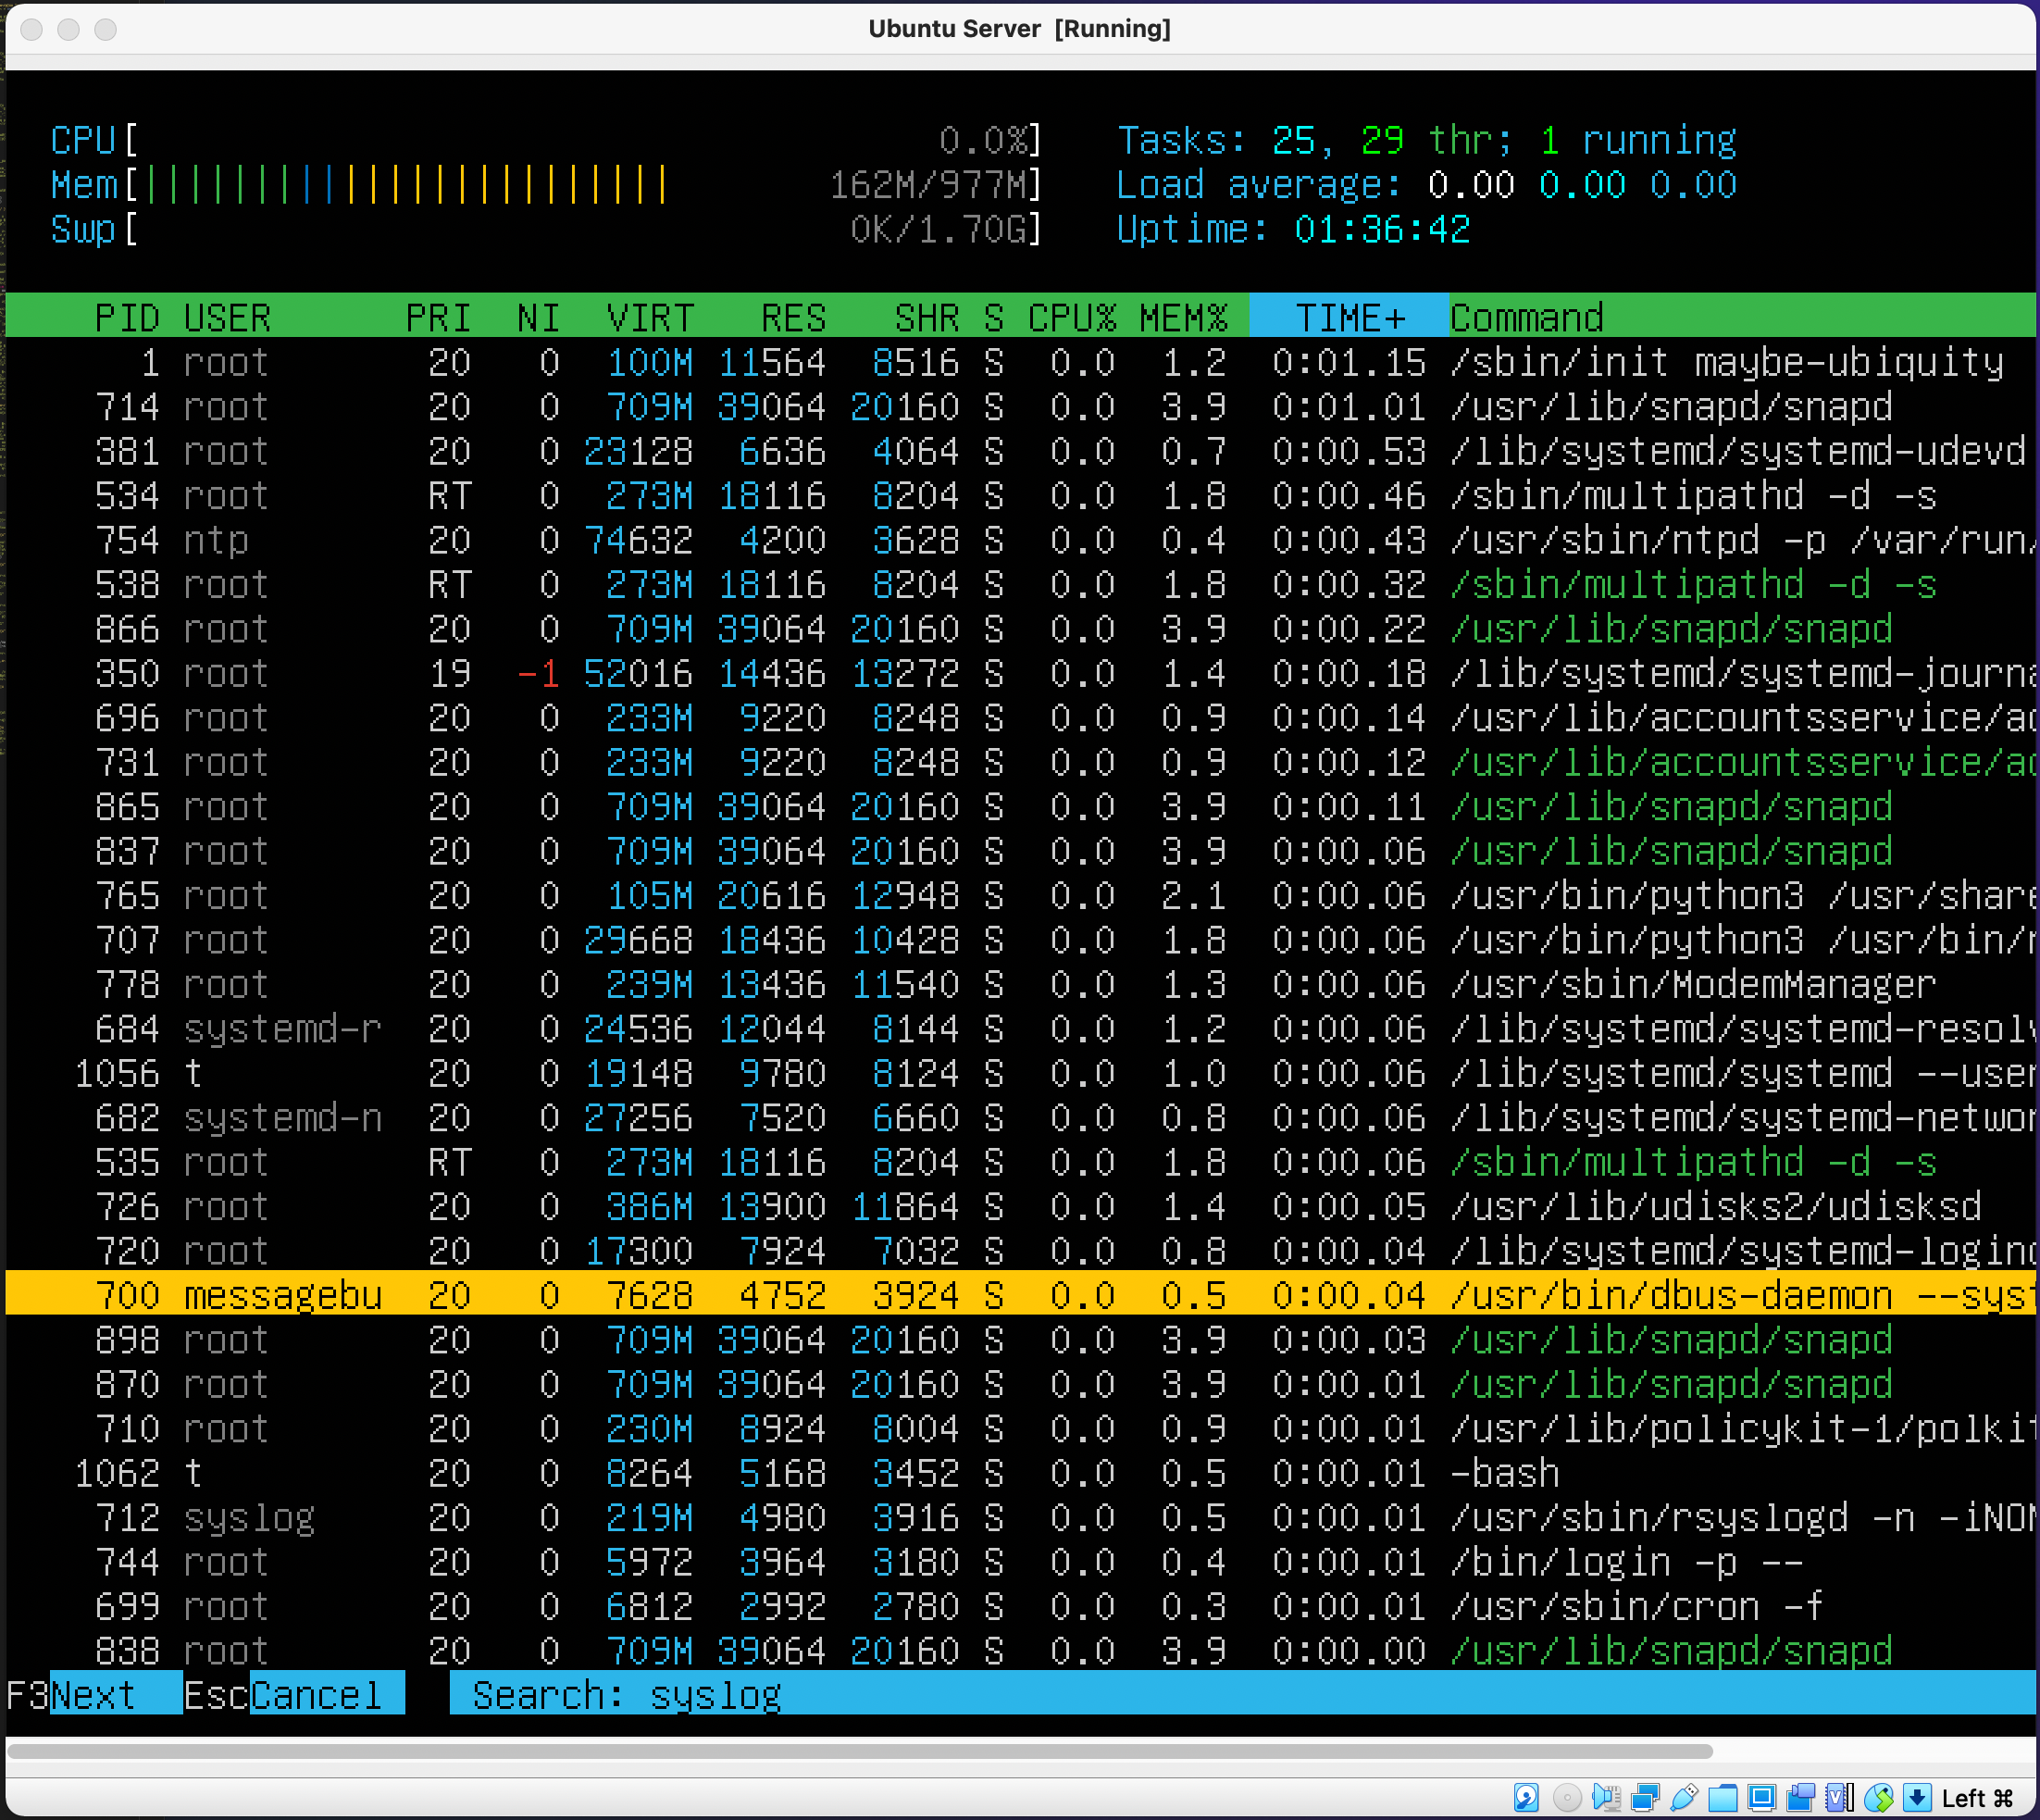 Ubuntu Server [Running]
CPU[ 0.0%] Tasks: 25, 29 thr; 1 running
Mem[|||||||||||||||||||||||| 162M/977M] Load average: 0.00 0.00 0.00
Swp[ 0K/1.70G] Uptime: 01:36:42
PID USER PRI NI VIRT RES SHR S CPU% MEM% TIME+ Command
1 root 20 0 100M 11564 8516 S 0.0 1.2 0:01.15 /sbin/init maybe-ubiquity
714 root 20 0 709M 39064 20160 S 0.0 3.9 0:01.01 /usr/lib/snapd/snapd
381 root 20 0 23128 6636 4064 S 0.0 0.7 0:00.53 /lib/systemd/systemd-udevd
534 root RT 0 273M 18116 8204 S 0.0 1.8 0:00.46 /sbin/multipathd -d -s
754 ntp 20 0 74632 4200 3628 S 0.0 0.4 0:00.43 /usr/sbin/ntpd -p /var/run/
538 root RT 0 273M 18116 8204 S 0.0 1.8 0:00.32 /sbin/multipathd -d -s
866 root 20 0 709M 39064 20160 S 0.0 3.9 0:00.22 /usr/lib/snapd/snapd
350 root 19 -1 52016 14436 13272 S 0.0 1.4 0:00.18 /lib/systemd/systemd-journa
696 root 20 0 233M 9220 8248 S 0.0 0.9 0:00.14 /usr/lib/accountsservice/ac
731 root 20 0 233M 9220 8248 S 0.0 0.9 0:00.12 /usr/lib/accountsservice/ac
865 root 20 0 709M 39064 20160 S 0.0 3.9 0:00.11 /usr/lib/snapd/snapd
837 root 20 0 709M 39064 20160 S 0.0 3.9 0:00.06 /usr/lib/snapd/snapd
765 root 20 0 105M 20616 12948 S 0.0 2.1 0:00.06 /usr/bin/python3 /usr/share
707 root 20 0 29668 18436 10428 S 0.0 1.8 0:00.06 /usr/bin/python3 /usr/bin/n
778 root 20 0 239M 13436 11540 S 0.0 1.3 0:00.06 /usr/sbin/ModemManager
684 systemd-r 20 0 24536 12044 8144 S 0.0 1.2 0:00.06 /lib/systemd/systemd-resolv
1056 t 20 0 19148 9780 8124 S 0.0 1.0 0:00.06 /lib/systemd/systemd --user
682 systemd-n 20 0 27256 7520 6660 S 0.0 0.8 0:00.06 /lib/systemd/systemd-networ
535 root RT 0 273M 18116 8204 S 0.0 1.8 0:00.06 /sbin/multipathd -d -s
726 root 20 0 386M 13900 11864 S 0.0 1.4 0:00.05 /usr/lib/udisks2/udisksd
720 root 20 0 17300 7924 7032 S 0.0 0.8 0:00.04 /lib/systemd/systemd-logind
700 messagebu 20 0 7628 4752 3924 S 0.0 0.5 0:00.04 /usr/bin/dbus-daemon --syst
898 root 20 0 709M 39064 20160 S 0.0 3.9 0:00.03 /usr/lib/snapd/snapd
870 root 20 0 709M 39064 20160 S 0.0 3.9 0:00.01 /usr/lib/snapd/snapd
710 root 20 0 230M 8924 8004 S 0.0 0.9 0:00.01 /usr/lib/policykit-1/polkit
1062 t 20 0 8264 5168 3452 S 0.0 0.5 0:00.01 -bash
712 syslog 20 0 219M 4980 3916 S 0.0 0.5 0:00.01 /usr/sbin/rsyslogd -n -iNON
744 root 20 0 5972 3964 3180 S 0.0 0.4 0:00.01 /bin/login -p --
699 root 20 0 6812 2992 2780 S 0.0 0.3 0:00.01 /usr/sbin/cron -f
838 root 20 0 709M 39064 20160 S 0.0 3.9 0:00.00 /usr/lib/snapd/snapd
F3Next EscCancel Search: syslog
Left ⌘